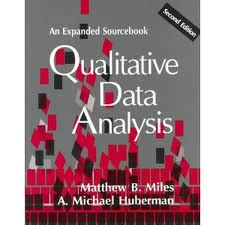 An Expanded Sourcebook
Second Edition
Qualitative
Data
Analysis
Matthew B. Miles
A. Michael Huberman